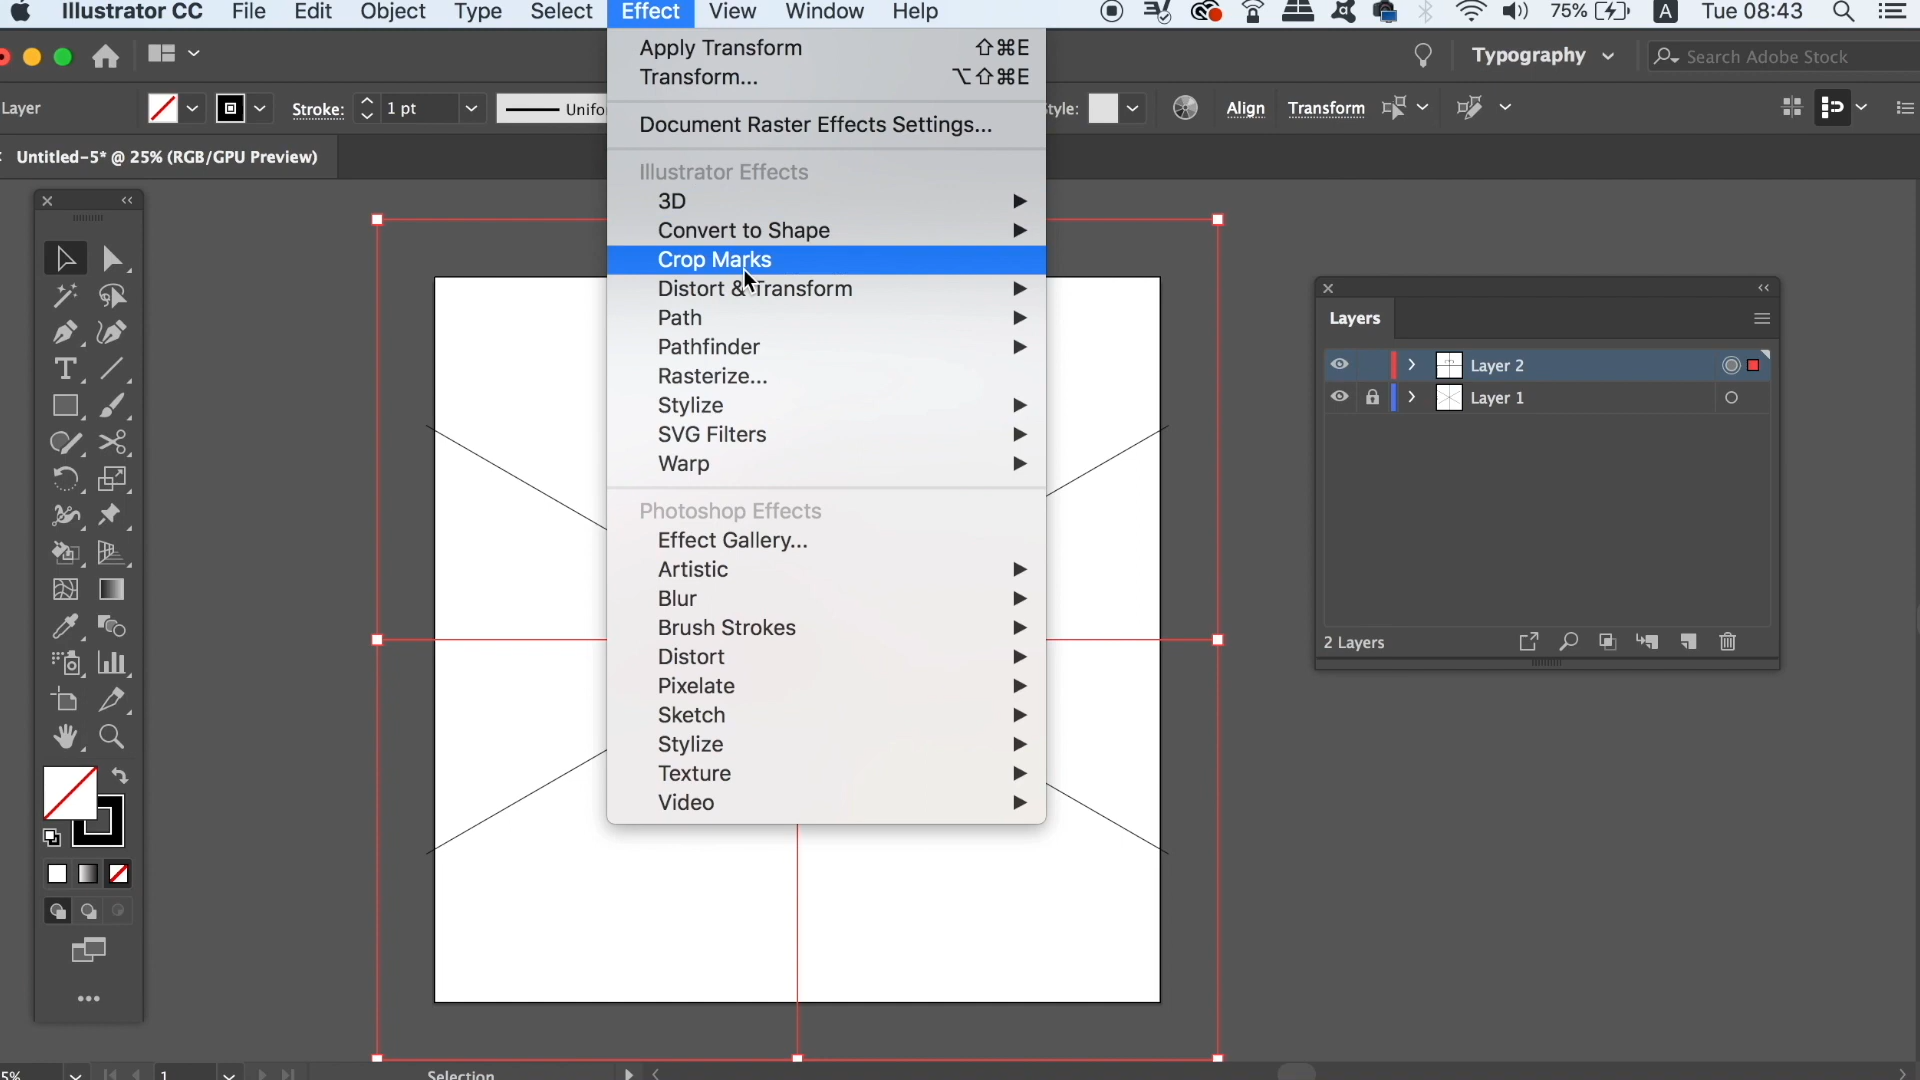 Illustrator CC File Edit Object Type Select Effect View Window Help 75% A Tue 08:43
Typography Search Adobe Stock
Layer Stroke: 1 pt Style: Align Transform
Untitled-5* @ 25% (RGB/GPU Preview)
Apply Transform ⇧⌘E
Transform... ⌥⇧⌘E
Document Raster Effects Settings...
Illustrator Effects
3D
Convert to Shape
Crop Marks
Distort & Transform
Path
Pathfinder
Rasterize...
Stylize
SVG Filters
Warp
Photoshop Effects
Effect Gallery...
Artistic
Blur
Brush Strokes
Distort
Pixelate
Sketch
Stylize
Texture
Video
Layers
Layer 2
Layer 1
2 Layers
5% 1 Selection